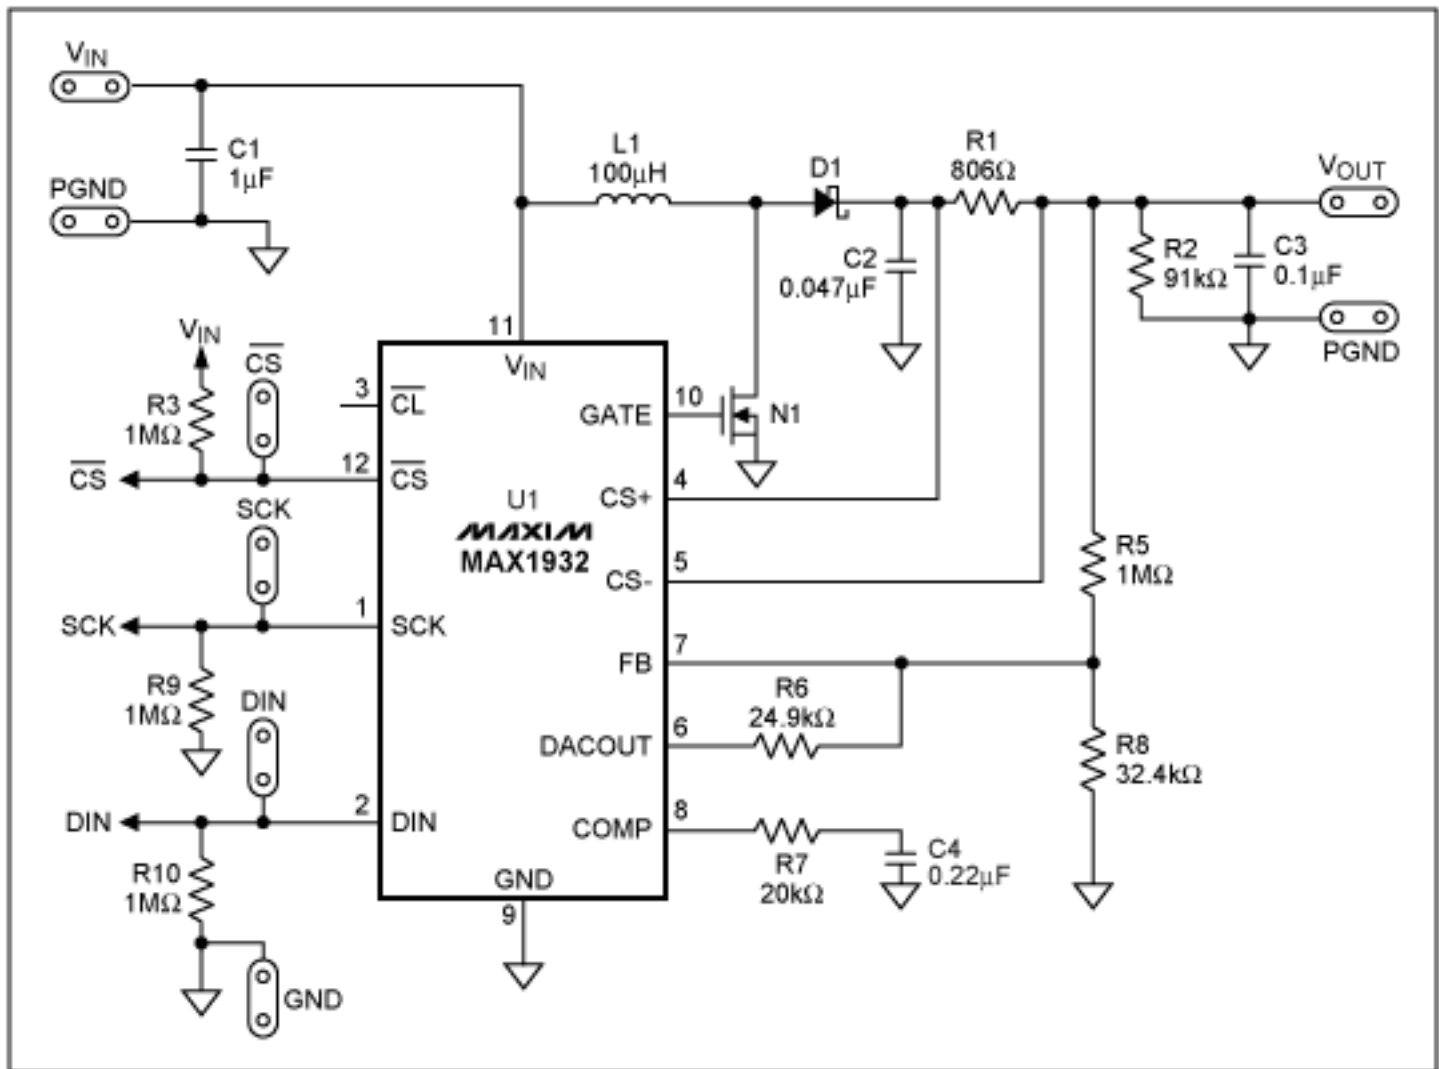 VIN
C1
1µF
PGND
L1
100µH
D1
R1
806Ω
VOUT
C2
0.047µF
R2
91kΩ
C3
0.1µF
PGND
VIN
CS
R3
1MΩ
CS
SCK
SCK
R9
1MΩ
DIN
DIN
R10
1MΩ
GND
11
VIN
3
CL
12
CS
1
SCK
2
DIN
U1
MAXIM
MAX1932
GATE
10
N1
CS+
4
CS-
5
FB
7
DACOUT
6
COMP
8
GND
9
R6
24.9kΩ
R7
20kΩ
C4
0.22µF
R5
1MΩ
R8
32.4kΩ